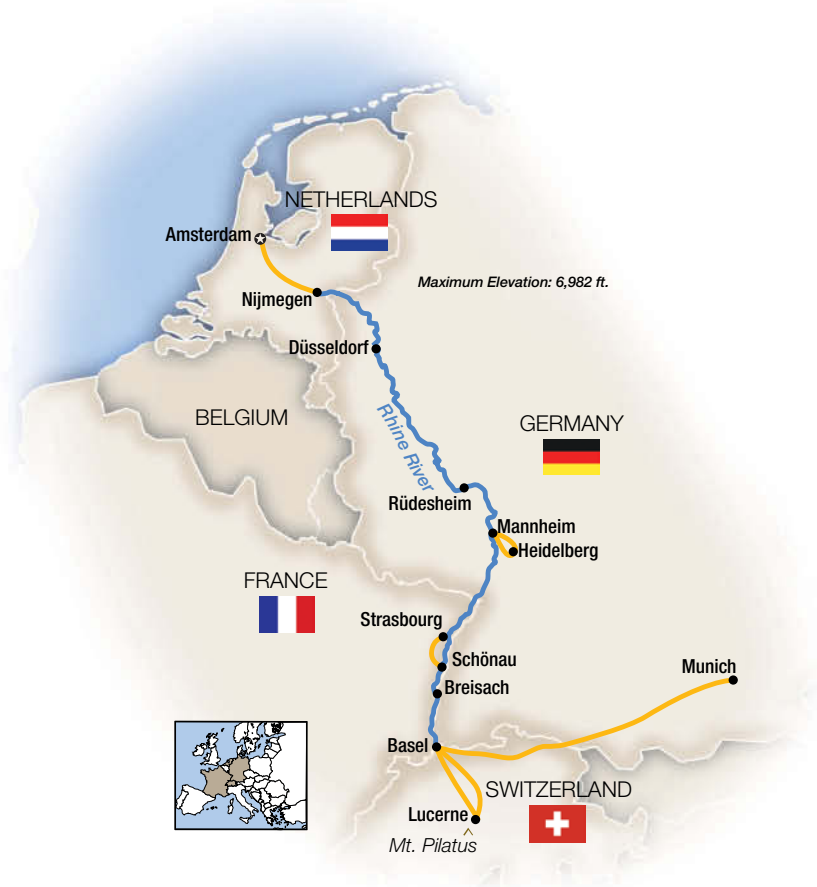 NETHERLANDS
Amsterdam
Maximum Elevation: 6,982 ft.
Nijmegen
Düsseldorf
BELGIUM
Rhine River
GERMANY
Rüdesheim
Mannheim
Heidelberg
FRANCE
Strasbourg
Schönau
Munich
Breisach
Basel
SWITZERLAND
Lucerne
Mt. Pilatus